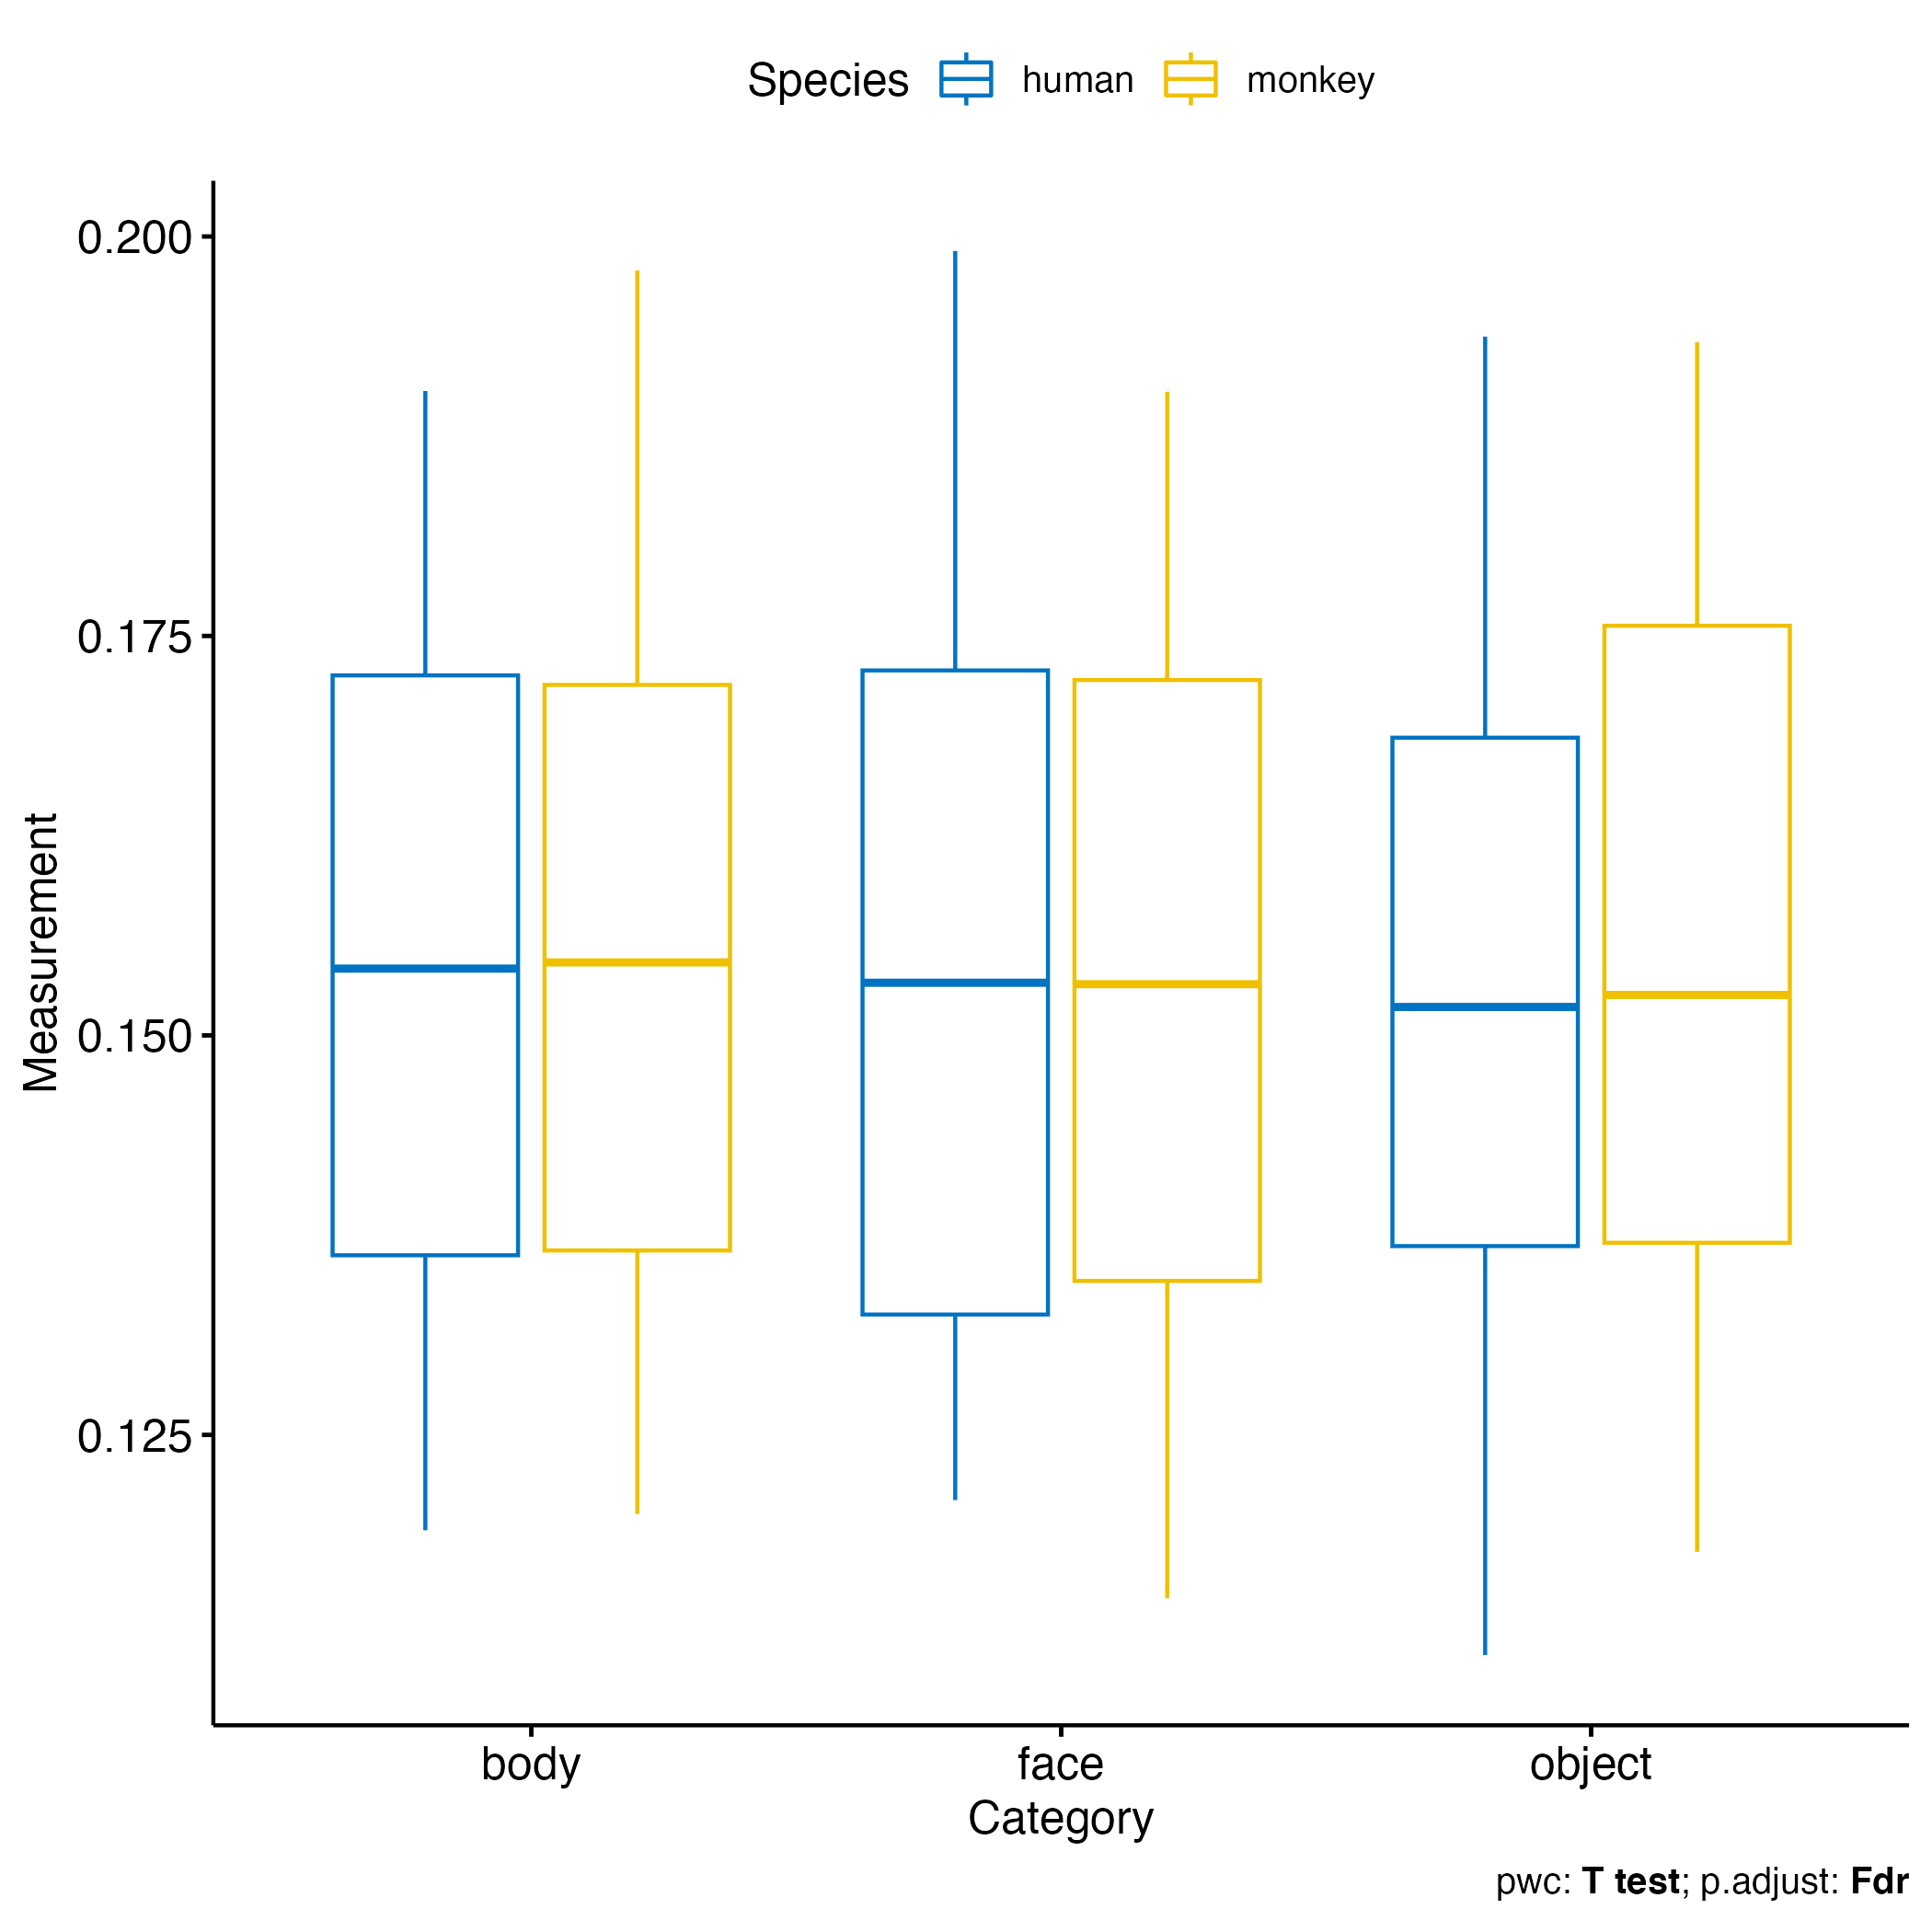 Species human monkey
0.200
0.175
0.150
0.125
Measurement
body face object
Category
pwc: T test; p.adjust: Fdr